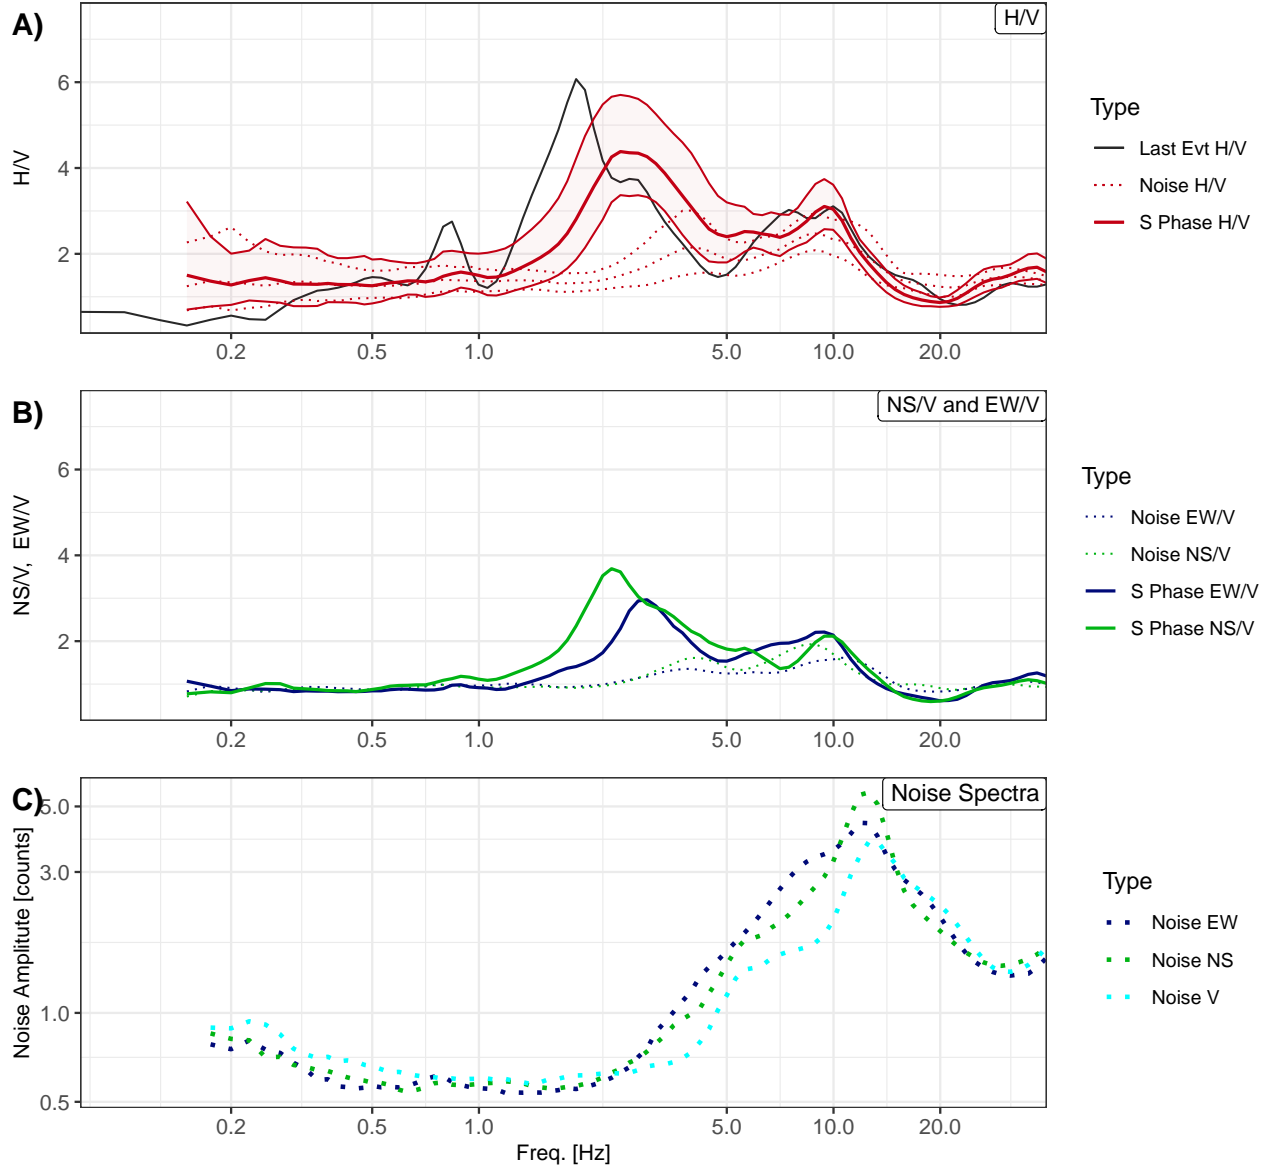 A)
H/V
H/V
6
4
2
0.2 0.5 1.0 5.0 10.0 20.0
Type
Last Evt H/V
Noise H/V
S Phase H/V
B)
NS/V and EW/V
NS/V, EW/V
6
4
2
0.2 0.5 1.0 5.0 10.0 20.0
Type
Noise EW/V
Noise NS/V
S Phase EW/V
S Phase NS/V
C)
Noise Spectra
Noise Amplitute [counts]
5.0
3.0
1.0
0.5
0.2 0.5 1.0 5.0 10.0 20.0
Freq. [Hz]
Type
Noise EW
Noise NS
Noise V